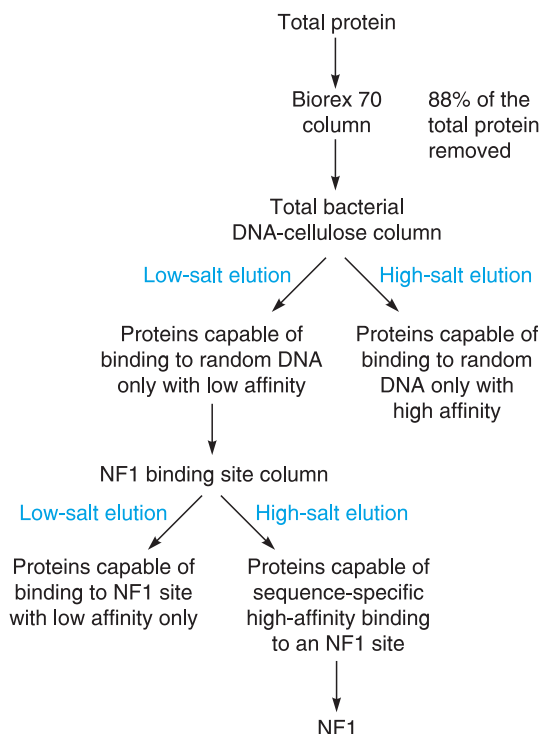 Total protein
Biorex 70
column
88% of the
total protein
removed
Total bacterial
DNA-cellulose column
Low-salt elution
High-salt elution
Proteins capable of
binding to random DNA
only with low affinity
Proteins capable of
binding to random
DNA only with
high affinity
NF1 binding site column
Low-salt elution
High-salt elution
Proteins capable of
binding to NF1 site
with low affinity only
Proteins capable of
sequence-specific
high-affinity binding
to an NF1 site
NF1